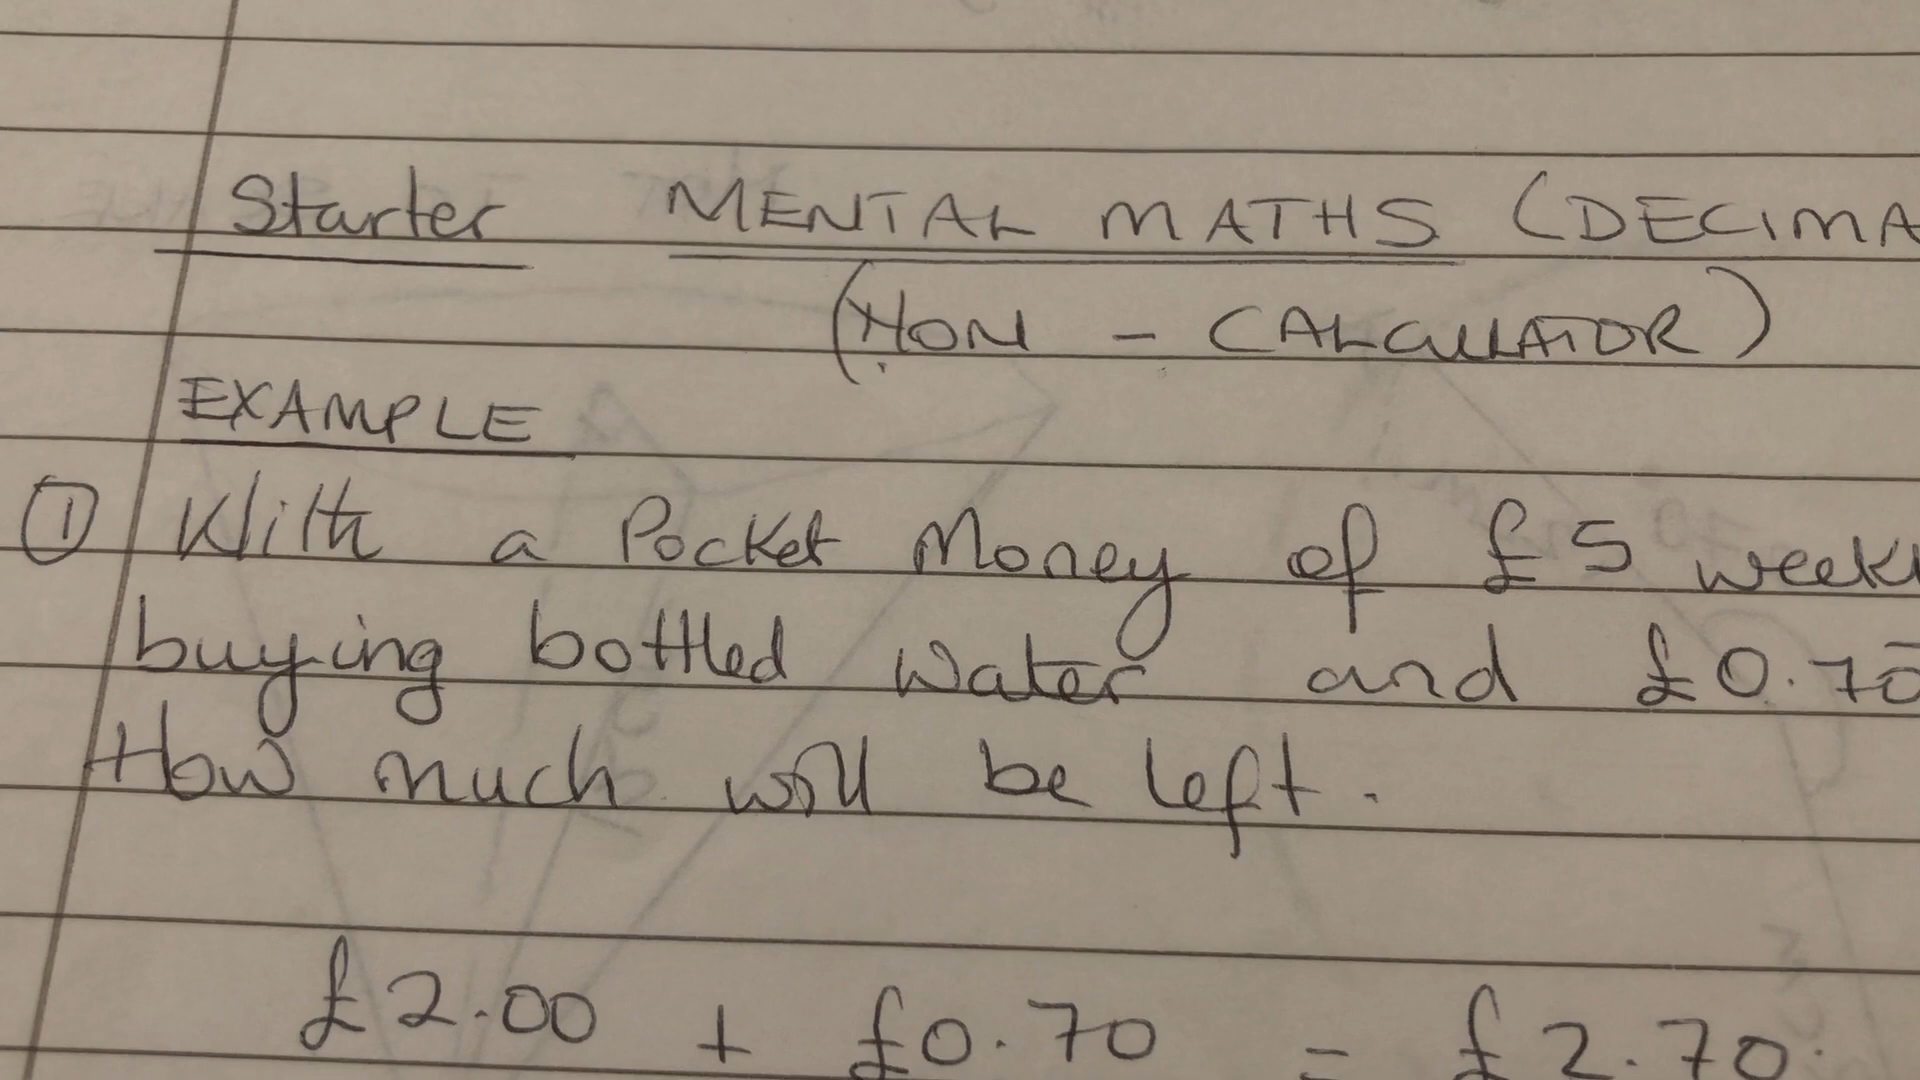 Starter MENTAL MATHS (DECIMA
(NON - CALCULATOR)
EXAMPLE
① With a Pocket Money of £5 week
buying bottled water and £0.70
How much will be left.
£2.00 + £0.70 = £2.70